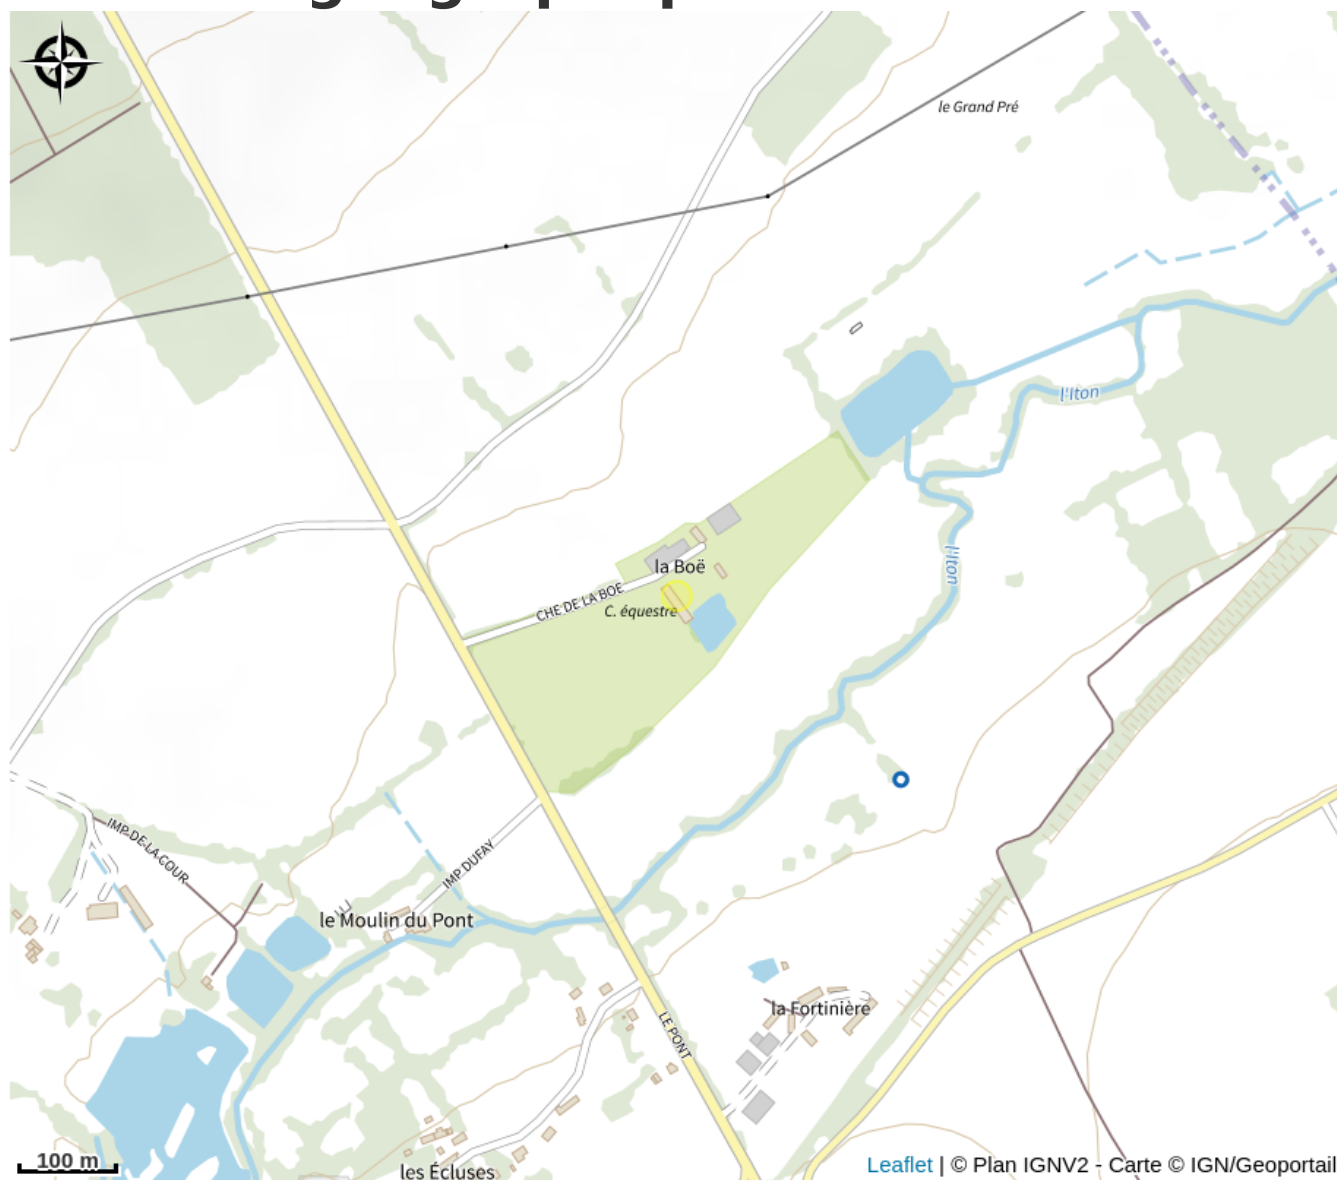 le Grand Pré
l'Iton
l'Iton
la Boë
CHE DE LA BOE
C. équestre
IMP DE LA COUR
IMP DUFAY
le Moulin du Pont
la Fortinière
LE PONT
100 m
les Écluses
Leaflet | © Plan IGNV2 - Carte © IGN/Geoportail